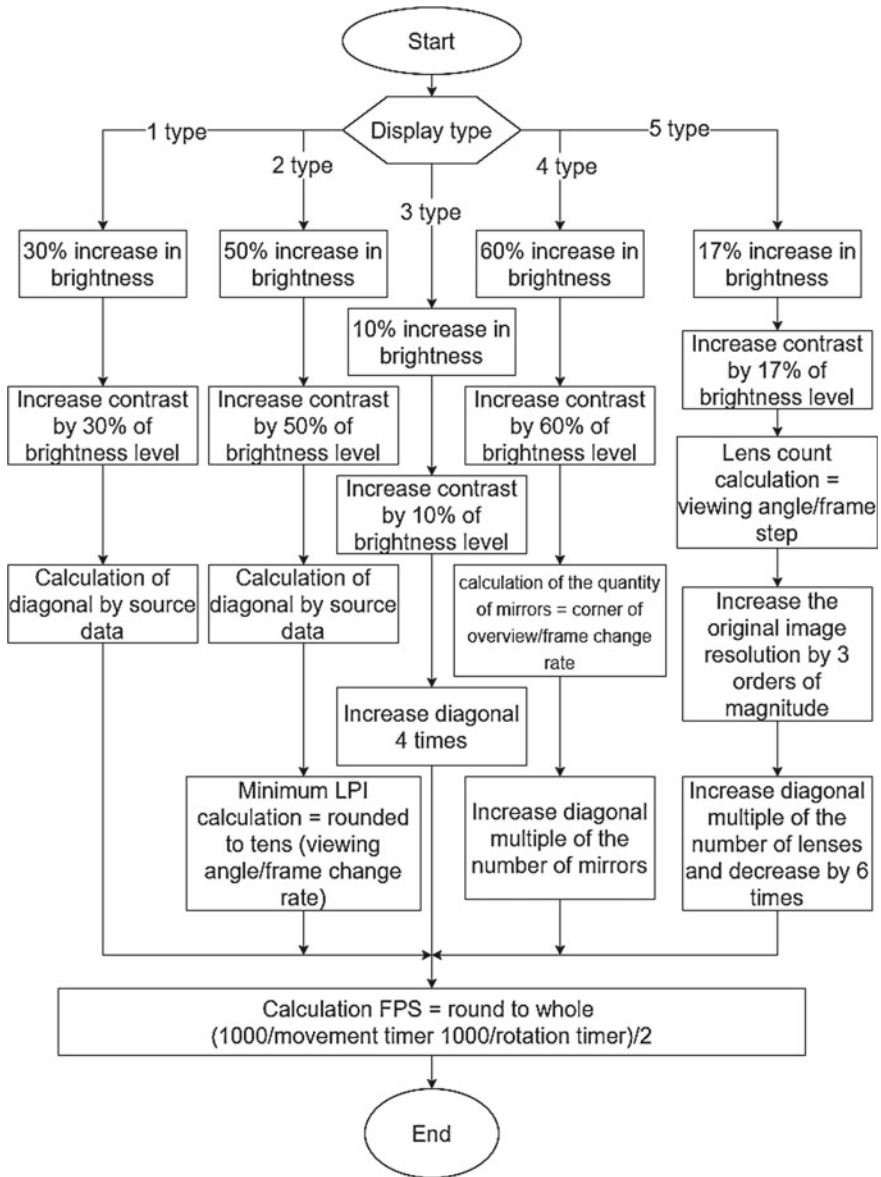 Start
Display type
1 type
2 type
3 type
4 type
5 type
30% increase in
brightness
Increase contrast
by 30% of
brightness level
Calculation of
diagonal by source
data
50% increase in
brightness
Increase contrast
by 50% of
brightness level
Calculation of
diagonal by source
data
Minimum LPI
calculation = rounded
to tens (viewing
angle/frame change
rate)
10% increase in
brightness
Increase contrast
by 10% of
brightness level
Increase diagonal
4 times
60% increase in
brightness
Increase contrast
by 60% of
brightness level
calculation of the quantity
of mirrors = corner of
overview/frame change
rate
Increase diagonal
multiple of the
number of mirrors
17% increase in
brightness
Increase contrast
by 17% of
brightness level
Lens count
calculation =
viewing angle/frame
step
Increase the
original image
resolution by 3
orders of
magnitude
Increase diagonal
multiple of the
number of lenses
and decrease by 6
times
Calculation FPS = round to whole
(1000/movement timer 1000/rotation timer)/2
End